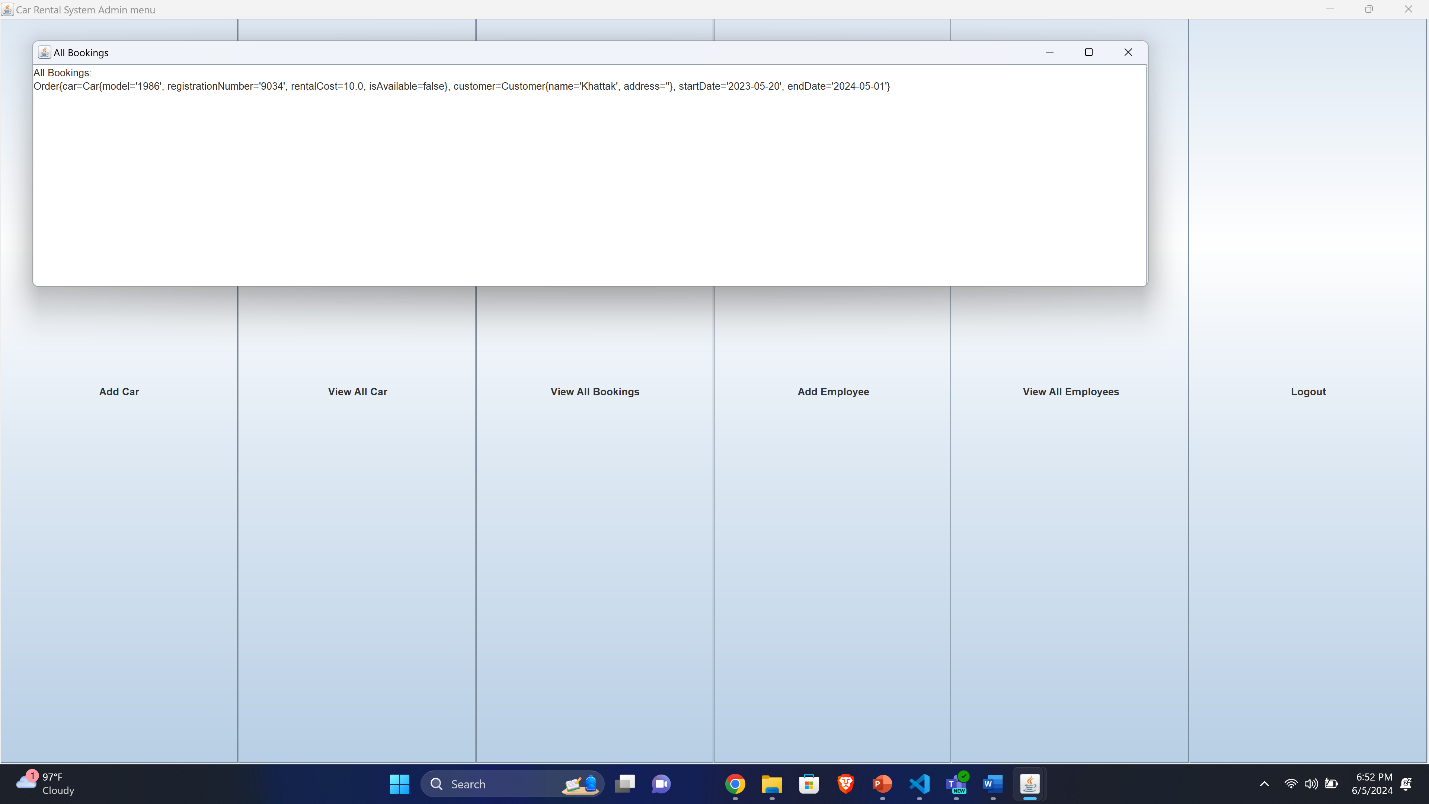 Car Rental System Admin menu
All Bookings
All Bookings:
Order{car=Car{model='1986', registrationNumber='9034', rentalCost=10.0, isAvailable=false}, customer=Customer{name='Khattak', address=''}, startDate='2023-05-20', endDate='2024-05-01'}
Add Car
View All Car
View All Bookings
Add Employee
View All Employees
Logout
1
97°F
Cloudy
Search
NEW
6:52 PM
6/5/2024